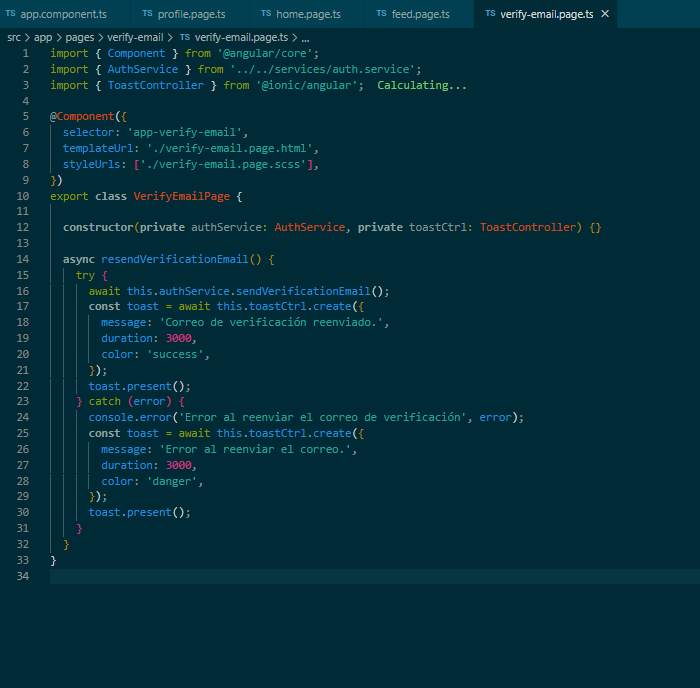 TS app.component.ts TS profile.page.ts TS home.page.ts TS feed.page.ts TS verify-email.page.ts ×
src > app > pages > verify-email > TS verify-email.page.ts > ...
1 import { Component } from '@angular/core';
2 import { AuthService } from '../../services/auth.service';
3 import { ToastController } from '@ionic/angular'; Calculating...
4
5 @Component({
6 selector: 'app-verify-email',
7 templateUrl: './verify-email.page.html',
8 styleUrls: ['./verify-email.page.scss'],
9 })
10 export class VerifyEmailPage {
11
12 constructor(private authService: AuthService, private toastCtrl: ToastController) {}
13
14 async resendVerificationEmail() {
15 try {
16 await this.authService.sendVerificationEmail();
17 const toast = await this.toastCtrl.create({
18 message: 'Correo de verificación reenviado.',
19 duration: 3000,
20 color: 'success',
21 });
22 toast.present();
23 } catch (error) {
24 console.error('Error al reenviar el correo de verificación', error);
25 const toast = await this.toastCtrl.create({
26 message: 'Error al reenviar el correo.',
27 duration: 3000,
28 color: 'danger',
29 });
30 toast.present();
31 }
32 }
33 }
34